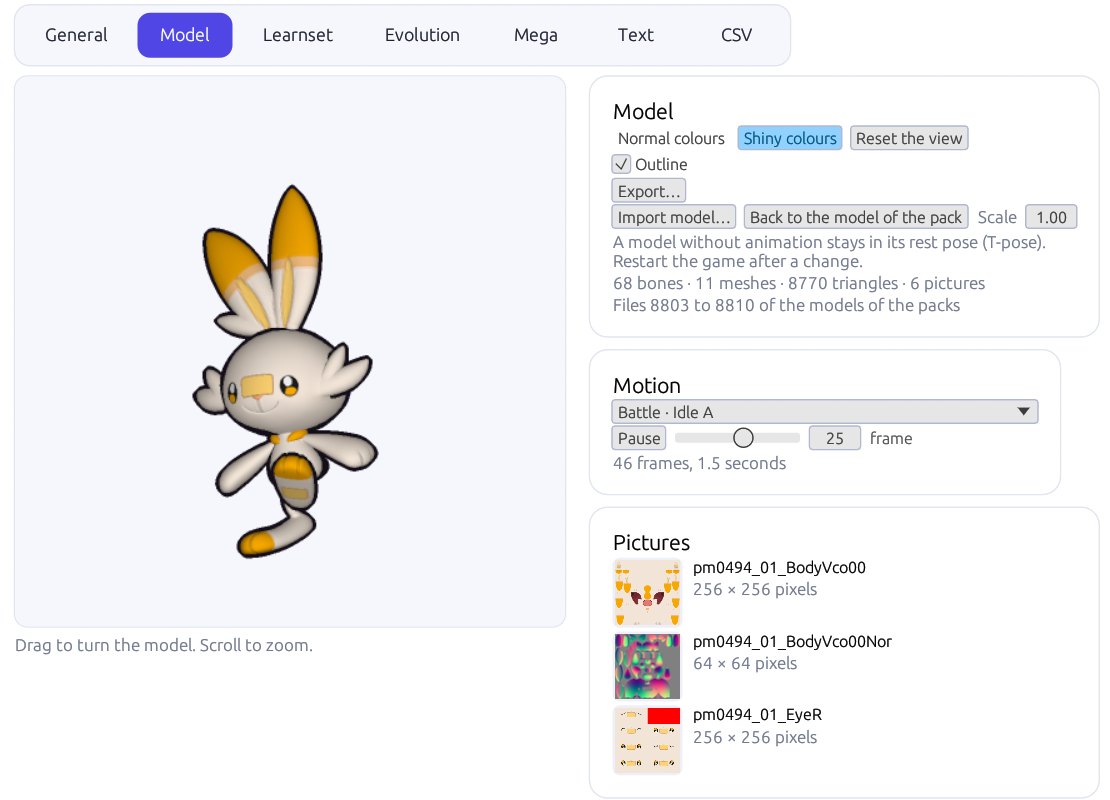 General Model Learnset Evolution Mega Text CSV
Drag to turn the model. Scroll to zoom.
Model
Normal colours Shiny colours Reset the view
Outline
Export...
Import model... Back to the model of the pack Scale 1.00
A model without animation stays in its rest pose (T-pose).
Restart the game after a change.
68 bones · 11 meshes · 8770 triangles · 6 pictures
Files 8803 to 8810 of the models of the packs
Motion
Battle · Idle A
Pause 25 frame
46 frames, 1.5 seconds
Pictures
pm0494_01_BodyVco00
256 × 256 pixels
pm0494_01_BodyVco00Nor
64 × 64 pixels
pm0494_01_EyeR
256 × 256 pixels